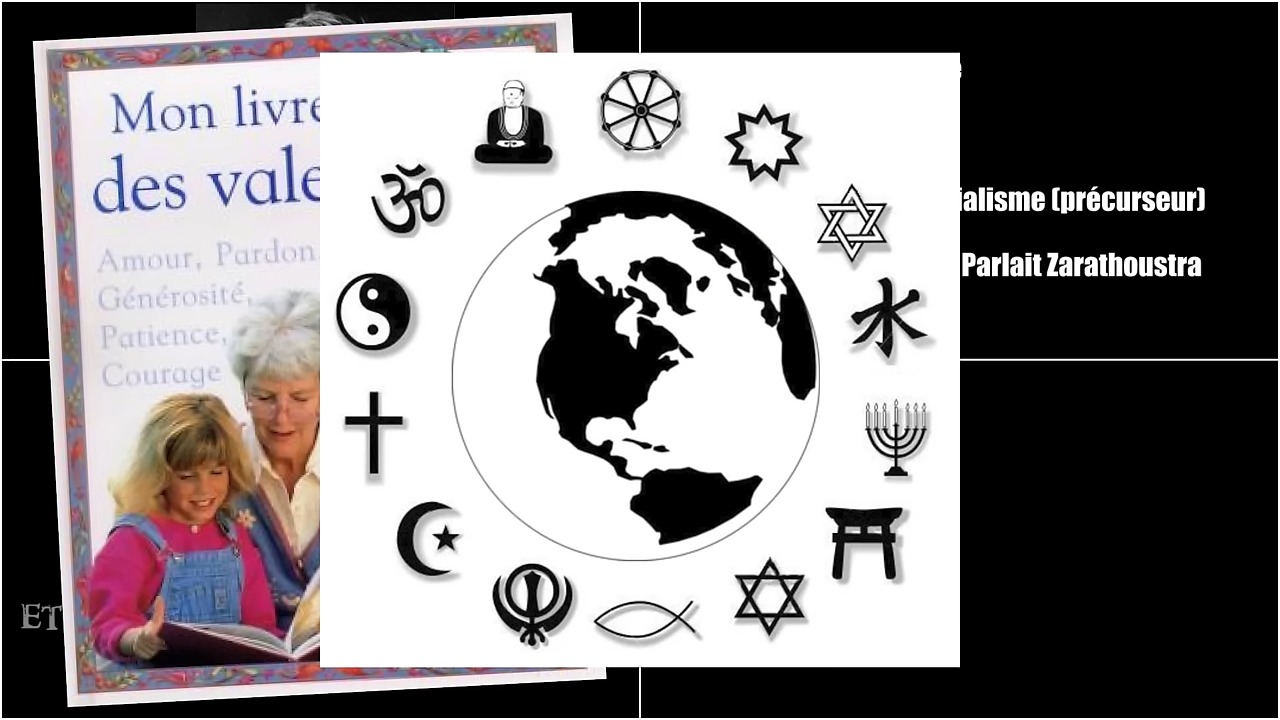 Mon livre
des vale
Amour, Pardon,
Générosité,
Patience,
Courage
ialisme (précurseur)
Parlait Zarathoustra
ET